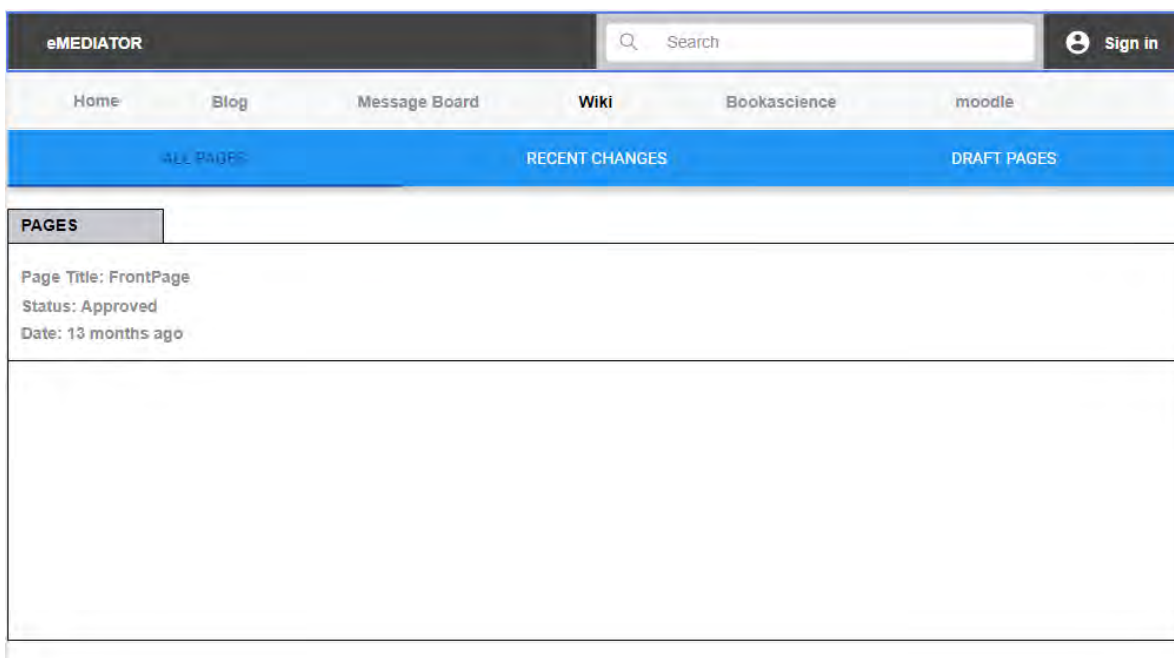 eMEDIATOR Search Sign in
Home Blog Message Board Wiki Bookascience moodle
ALL PAGES RECENT CHANGES DRAFT PAGES
PAGES
Page Title: FrontPage
Status: Approved
Date: 13 months ago